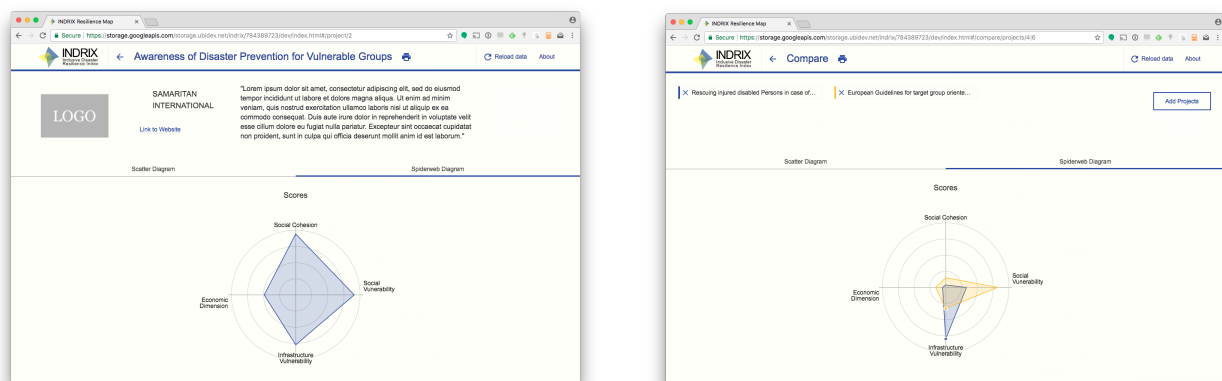 INDRIX Resilience Map
Secure | https://storage.googleapis.com/storage.ubidev.net/indrix/784389723/dev/index.html#/project/2
INDRIX
Inclusive Disaster
Resilience Index
Awareness of Disaster Prevention for Vulnerable Groups
Reload data
About
LOGO
SAMARITAN
INTERNATIONAL
Link to Website
"Lorem ipsum dolor sit amet, consectetur adipiscing elit, sed do eiusmod
tempor incididunt ut labore et dolore magna aliqua. Ut enim ad minim
veniam, quis nostrud exercitation ullamco laboris nisi ut aliquip ex ea
commodo consequat. Duis aute irure dolor in reprehenderit in voluptate velit
esse cillum dolore eu fugiat nulla pariatur. Excepteur sint occaecat cupidatat
non proident, sunt in culpa qui officia deserunt mollit anim id est laborum."
Scatter Diagram
Spiderweb Diagram
Scores
Social Cohesion
Social
Vunerability
Economic
Dimension
Infrastructure
Vulnerability
INDRIX Resilience Map
Secure | https://storage.googleapis.com/storage.ubidev.net/indrix/784389723/dev/index.html#/compare/projects/4|6
INDRIX
Inclusive Disaster
Resilience Index
Compare
Reload data
About
Rescuing injured disabled Persons in case of...
European Guidelines for target group oriente...
Add Projects
Scatter Diagram
Spiderweb Diagram
Scores
Social Cohesion
Social
Vunerability
Economic
Dimension
Infrastructure
Vulnerability